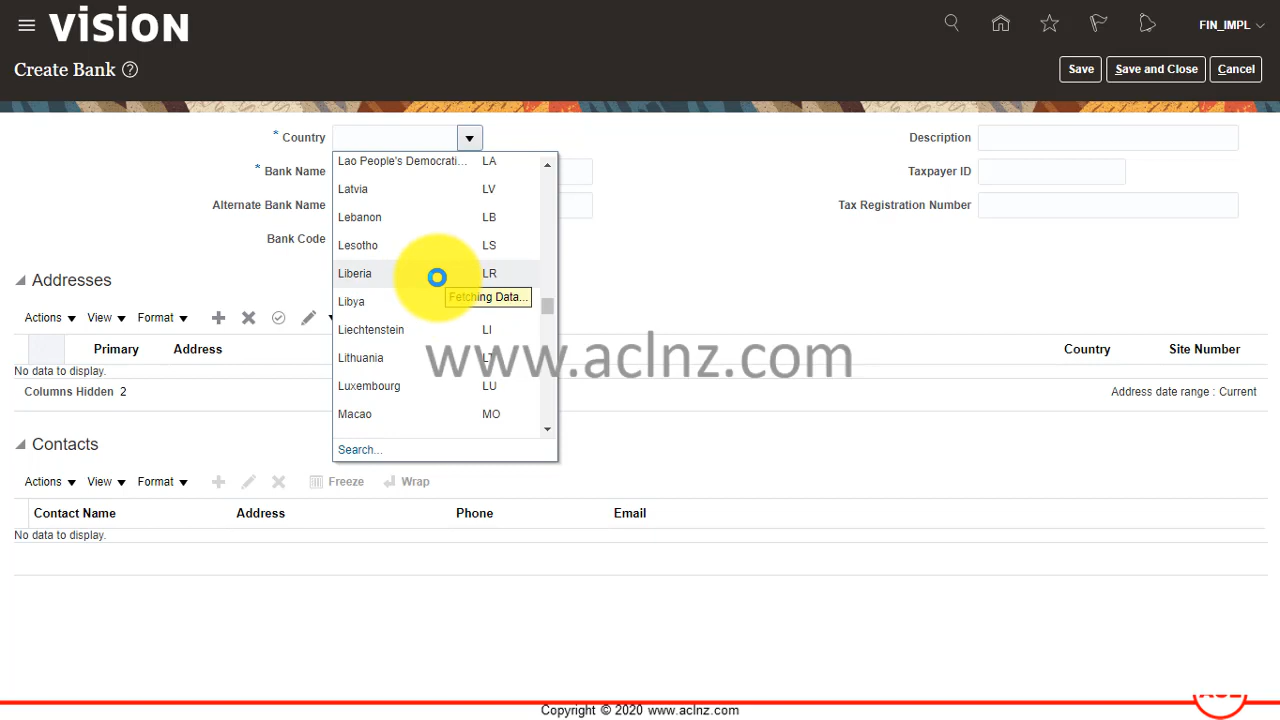 VISION
FIN_IMPL
Create Bank
Save
Save and Close
Cancel
* Country
Description
* Bank Name
Taxpayer ID
Alternate Bank Name
Tax Registration Number
Bank Code
Lao People's Democrati... LA
Latvia LV
Lebanon LB
Lesotho LS
Liberia LR
Libya
Fetching Data...
Liechtenstein LI
Lithuania LT
Luxembourg LU
Macao MO
Search...
Addresses
Actions View Format
Primary Address Country Site Number
No data to display.
Columns Hidden 2
Address date range : Current
www.aclnz.com
Contacts
Actions View Format Freeze Wrap
Contact Name Address Phone Email
No data to display.
ACL
Copyright © 2020 www.aclnz.com